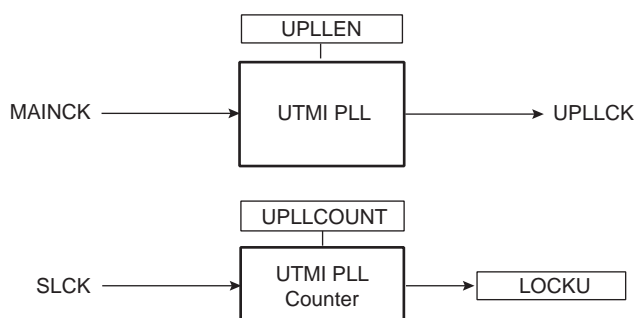 UPLLEN
MAINCK
UTMI PLL
UPLLCK
UPLLCOUNT
SLCK
UTMI PLL
Counter
LOCKU